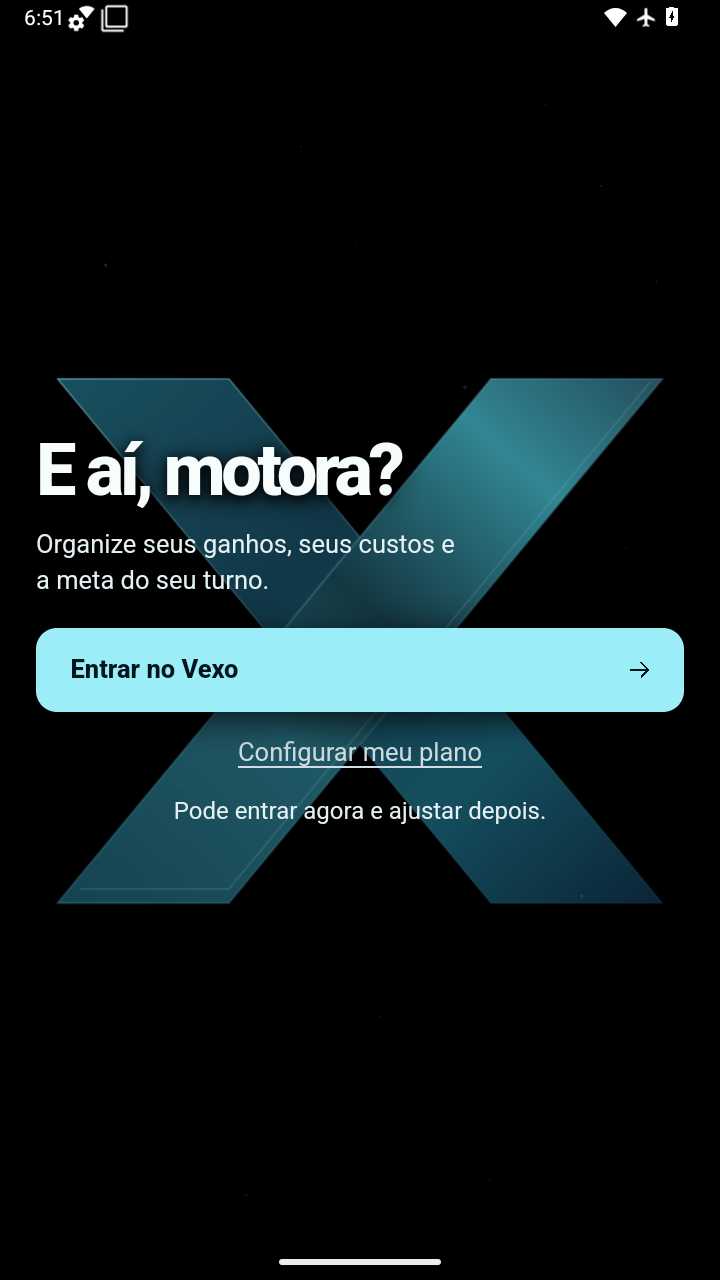 6:51
E aí, motora?
Organize seus ganhos, seus custos e
a meta do seu turno.
Entrar no Vexo
Configurar meu plano
Pode entrar agora e ajustar depois.